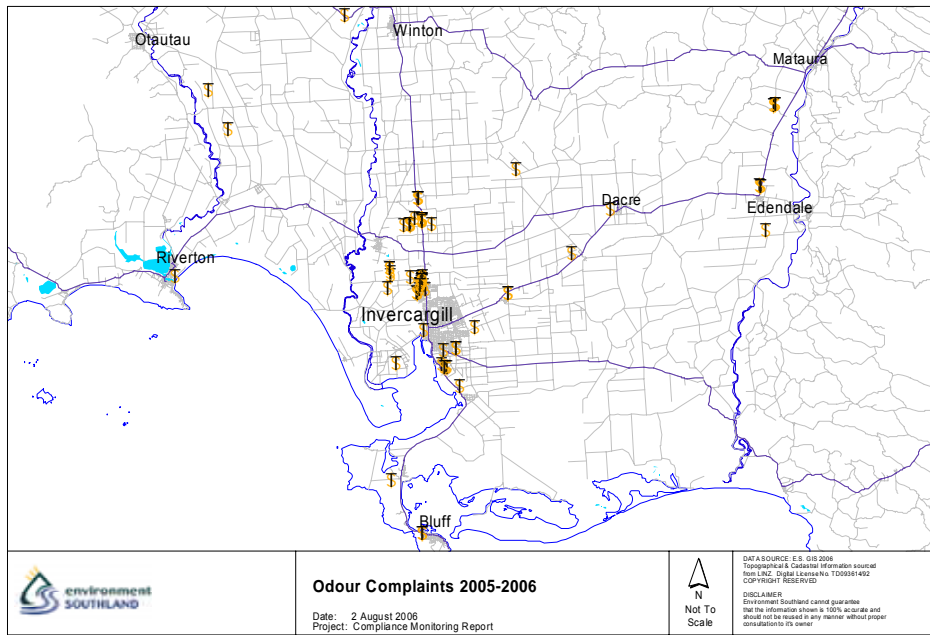 Otautau
Winton
Mataura
Dacre
Edendale
Riverton
Invercargill
Bluff
environment
SOUTHLAND
Odour Complaints 2005-2006
Date: 2 August 2006
Project: Compliance Monitoring Report
N
Not To
Scale
DATA SOURCE: E.S. GIS 2006
Topographical & Cadastral Information sourced
from LINZ. Digital License No. TD09361492
COPYRIGHT RESERVED
DISCLAIMER
Environment Southland cannot guarantee
that the information shown is 100% accurate and
should not be reused in any manner without proper
consultation to it's owner